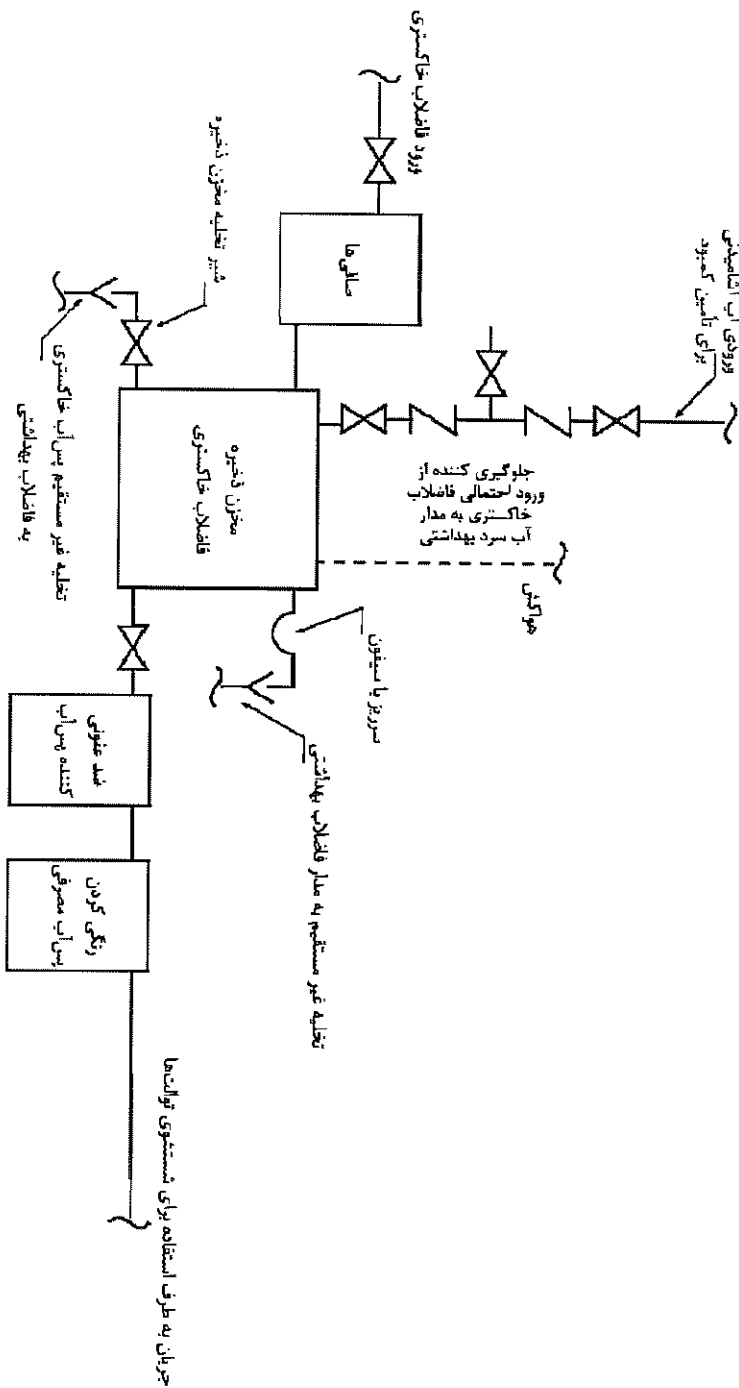 ورود فاضلاب خاکستری
ورودی آب آشامیدنی
برای تأمین کمبود
صافی‌ها
شیر تخلیه مخزن ذخیره
تخلیه غیر مستقیم پس‌آب خاکستری
به فاضلاب بهداشتی
مخزن ذخیره
فاضلاب خاکستری
جلوگیری کننده از
ورود احتمالی فاضلاب
خاکستری به مدار
آب سرد بهداشتی
هواکش
سرریز با سیفون
تخلیه غیر مستقیم به مدار فاضلاب بهداشتی
ضد عفونی
کننده پس‌آب
رنگی کردن
پس‌آب مصرفی
جریان به طرف استفاده برای شستشوی توالت‌ها